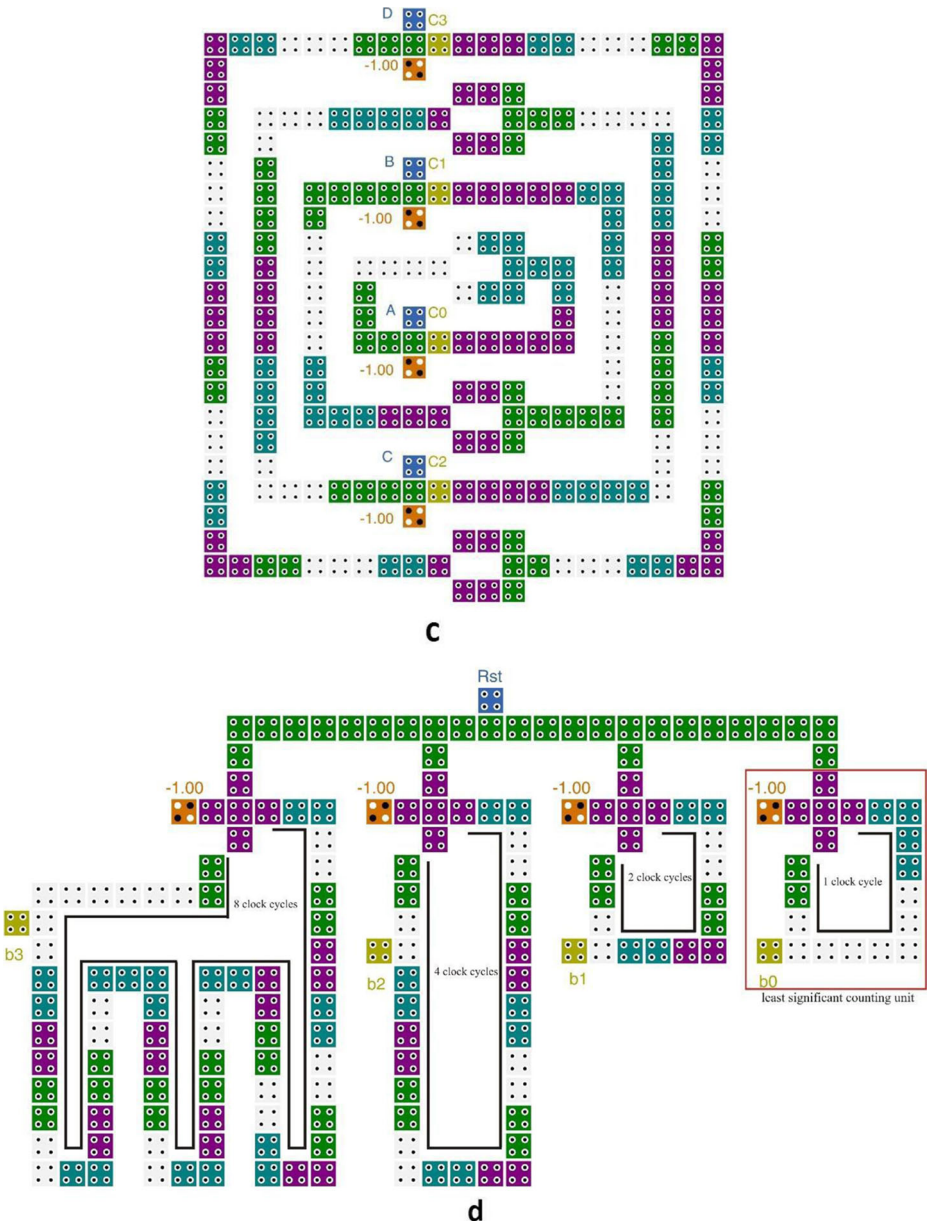 D C3
-1.00
B C1
-1.00
A C0
-1.00
C C2
-1.00
c
Rst
-1.00 -1.00 -1.00 -1.00
8 clock cycles
4 clock cycles
2 clock cycles
1 clock cycle
b3
b2
b1
b0
least significant counting unit
d